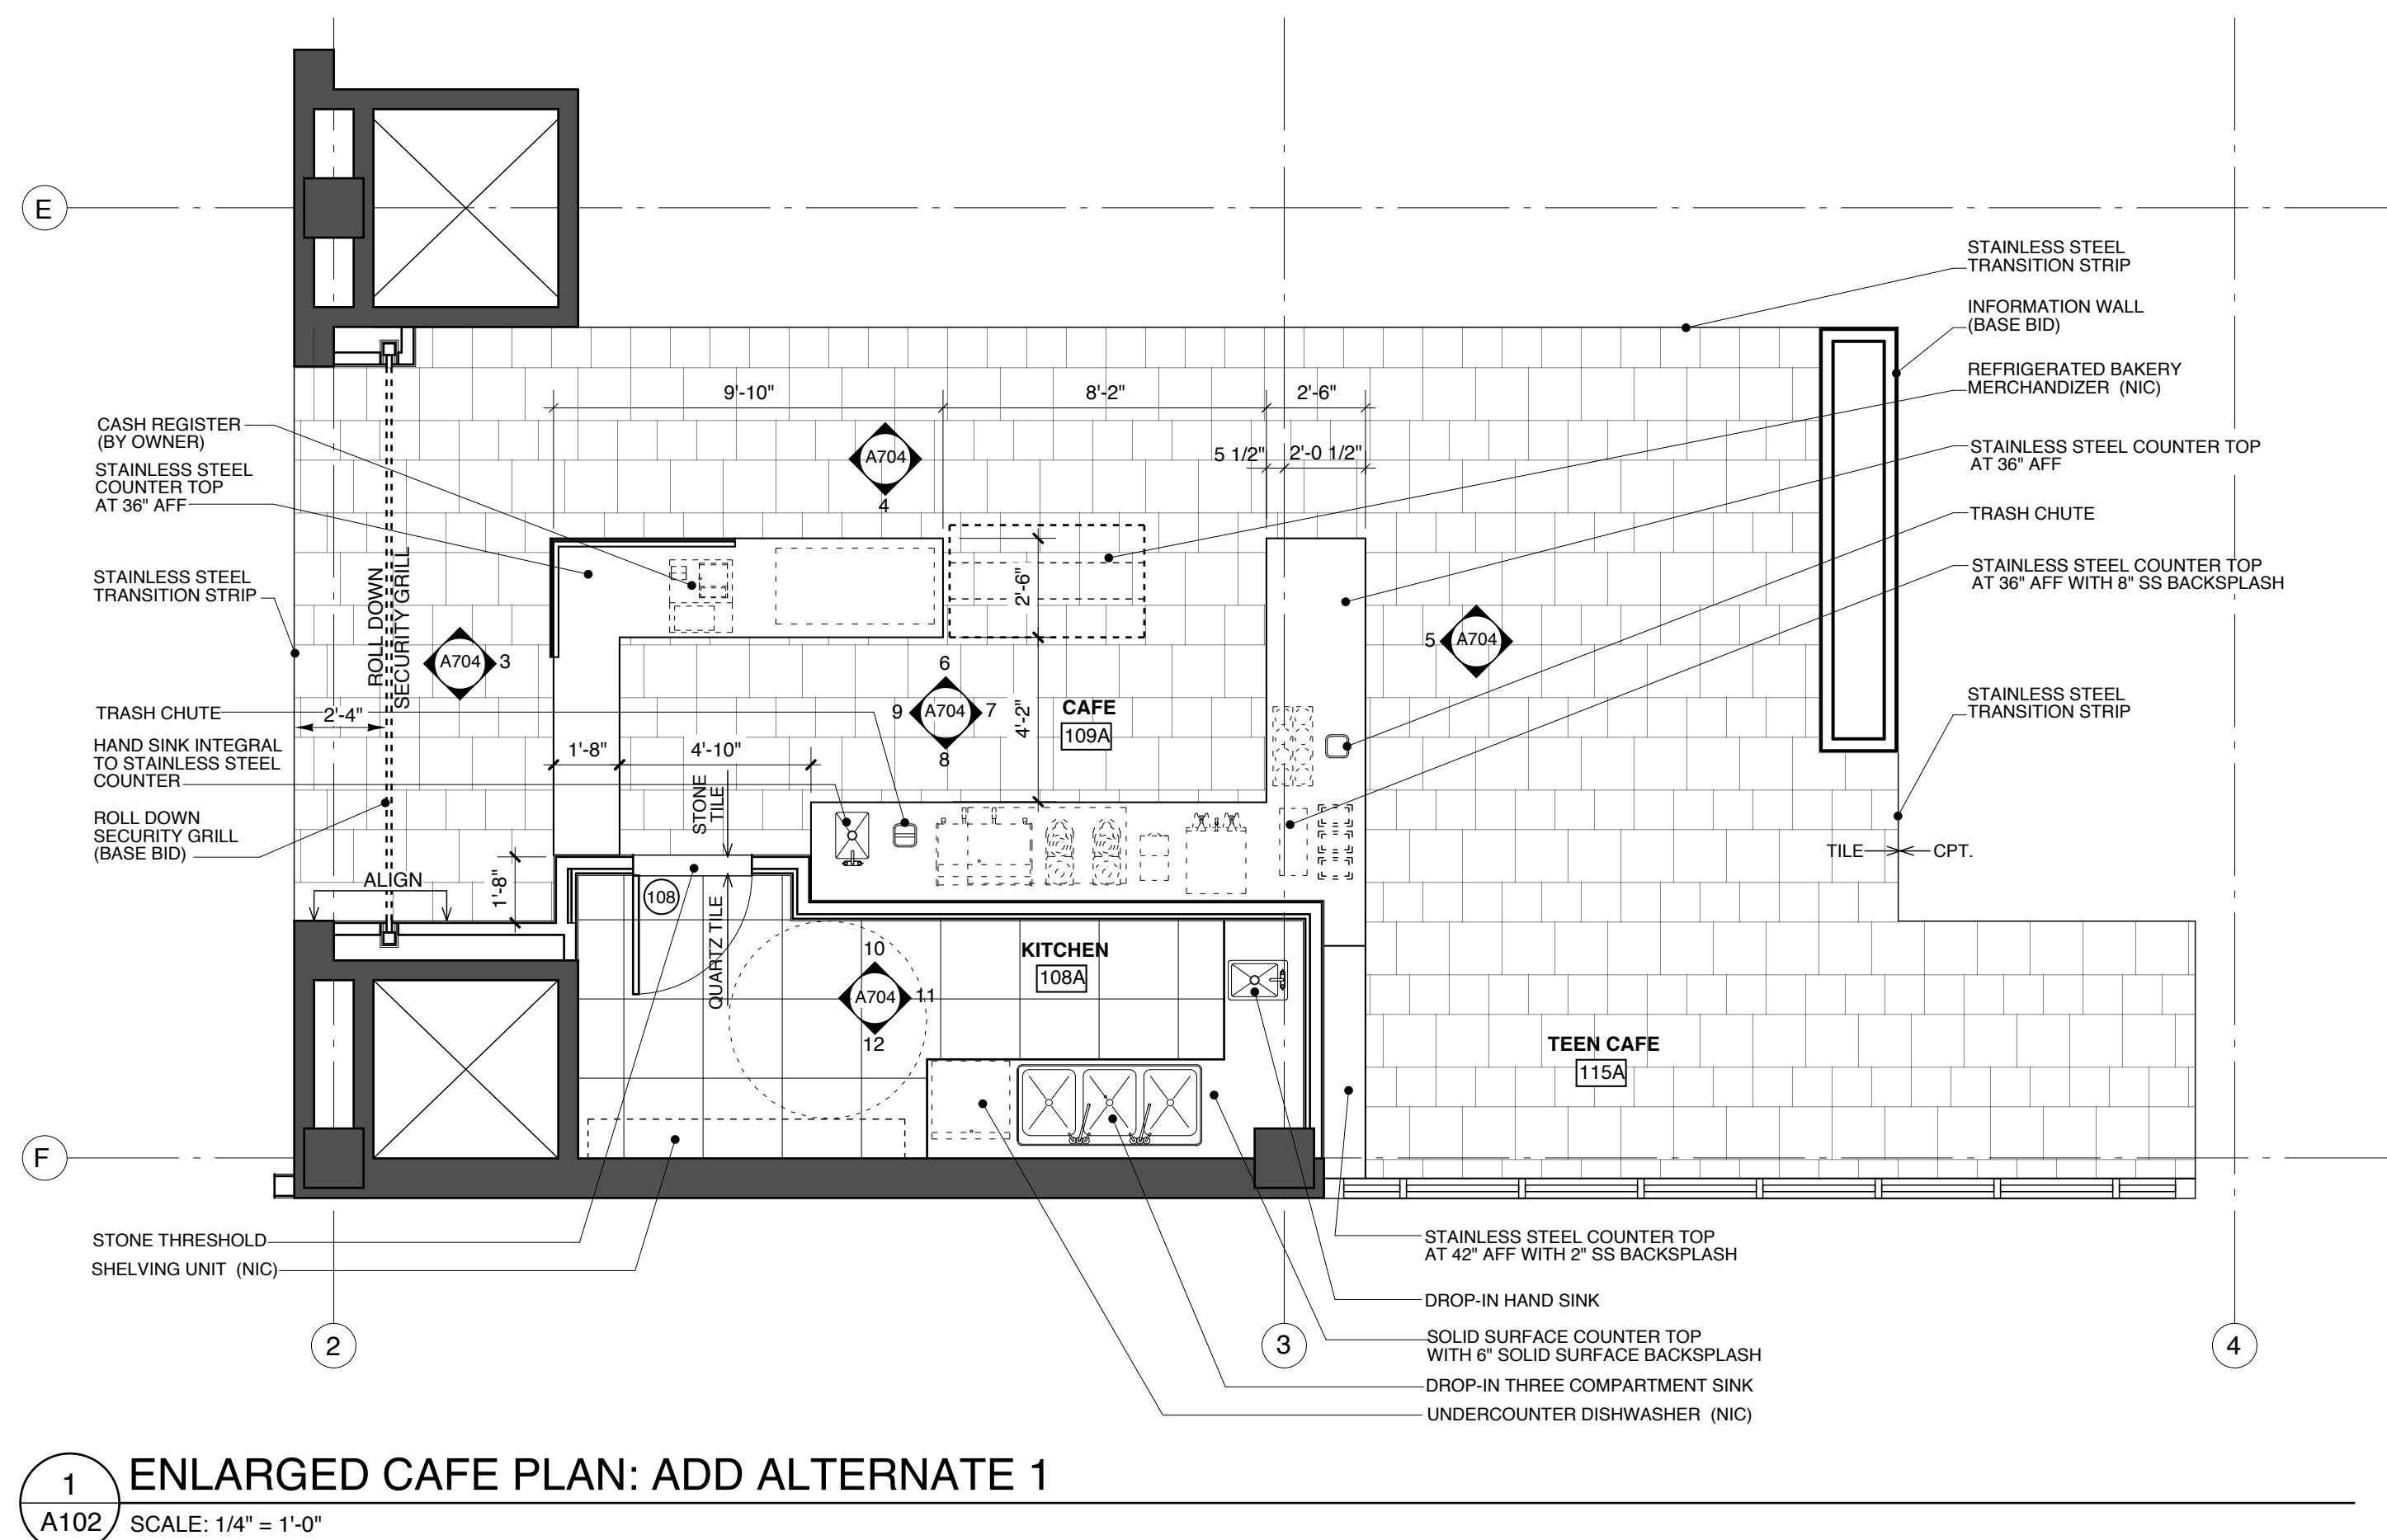 E
STAINLESS STEEL
TRANSITION STRIP
INFORMATION WALL
(BASE BID)
REFRIGERATED BAKERY
MERCHANDIZER (NIC)
9'-10"
8'-2"
2'-6"
CASH REGISTER
(BY OWNER)
STAINLESS STEEL
COUNTER TOP
AT 36" AFF
A704
4
5 1/2"
2'-0 1/2"
STAINLESS STEEL COUNTER TOP
AT 36" AFF
TRASH CHUTE
STAINLESS STEEL COUNTER TOP
AT 36" AFF WITH 8" SS BACKSPLASH
STAINLESS STEEL
TRANSITION STRIP
ROLL DOWN
SECURITY GRILL
2'-6"
A704
3
5
A704
6
9
A704
7
8
4'-2"
CAFE
109A
STAINLESS STEEL
TRANSITION STRIP
TRASH CHUTE
2'-4"
HAND SINK INTEGRAL
TO STAINLESS STEEL
COUNTER
1'-8"
4'-10"
STONE
TILE
ROLL DOWN
SECURITY GRILL
(BASE BID)
TILE
CPT.
ALIGN
1'-8"
108
QUARTZ TILE
10
A704
11
12
KITCHEN
108A
TEEN CAFE
115A
F
STONE THRESHOLD
SHELVING UNIT (NIC)
STAINLESS STEEL COUNTER TOP
AT 42" AFF WITH 2" SS BACKSPLASH
DROP-IN HAND SINK
SOLID SURFACE COUNTER TOP
WITH 6" SOLID SURFACE BACKSPLASH
DROP-IN THREE COMPARTMENT SINK
UNDERCOUNTER DISHWASHER (NIC)
2
3
4
1
A102
ENLARGED CAFE PLAN: ADD ALTERNATE 1
SCALE: 1/4" = 1'-0"